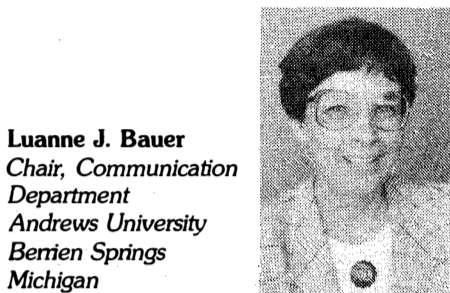 Luanne J. Bauer
Chair, Communication
Department
Andrews University
Berrien Springs
Michigan